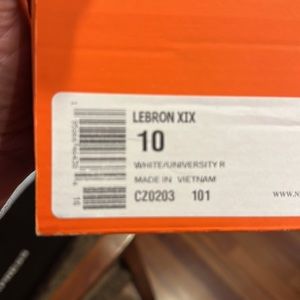 LEBRON XIX
10
WHITE/UNIVERSITY R
MADE IN VIETNAM
CZ0203 101